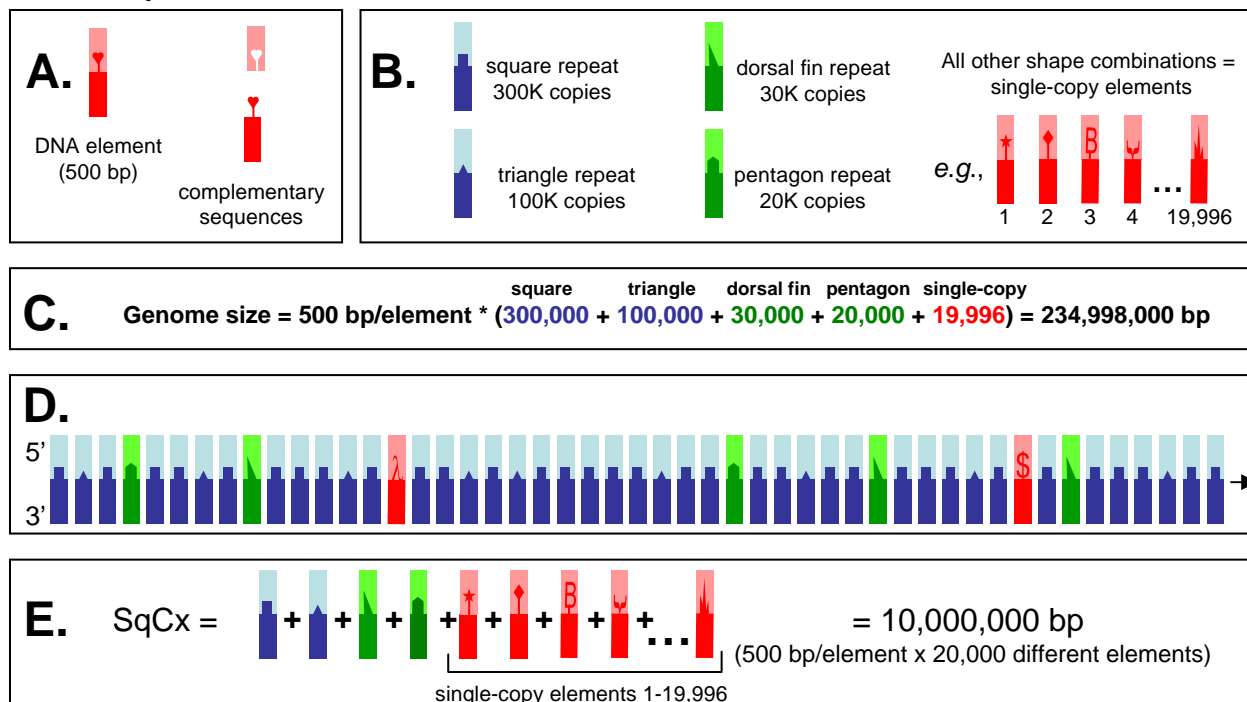 A.
DNA element
(500 bp)
complementary
sequences
B.
square repeat
300K copies
triangle repeat
100K copies
dorsal fin repeat
30K copies
pentagon repeat
20K copies
All other shape combinations =
single-copy elements
e.g.,
B
...
1 2 3 4 19,996
C.
square triangle dorsal fin pentagon single-copy
Genome size = 500 bp/element * (300,000 + 100,000 + 30,000 + 20,000 + 19,996) = 234,998,000 bp
D.
5'
3'
λ
$
E.
SqCx = + + + + + + + + ... = 10,000,000 bp
B
(500 bp/element x 20,000 different elements)
single-copy elements 1-19,996